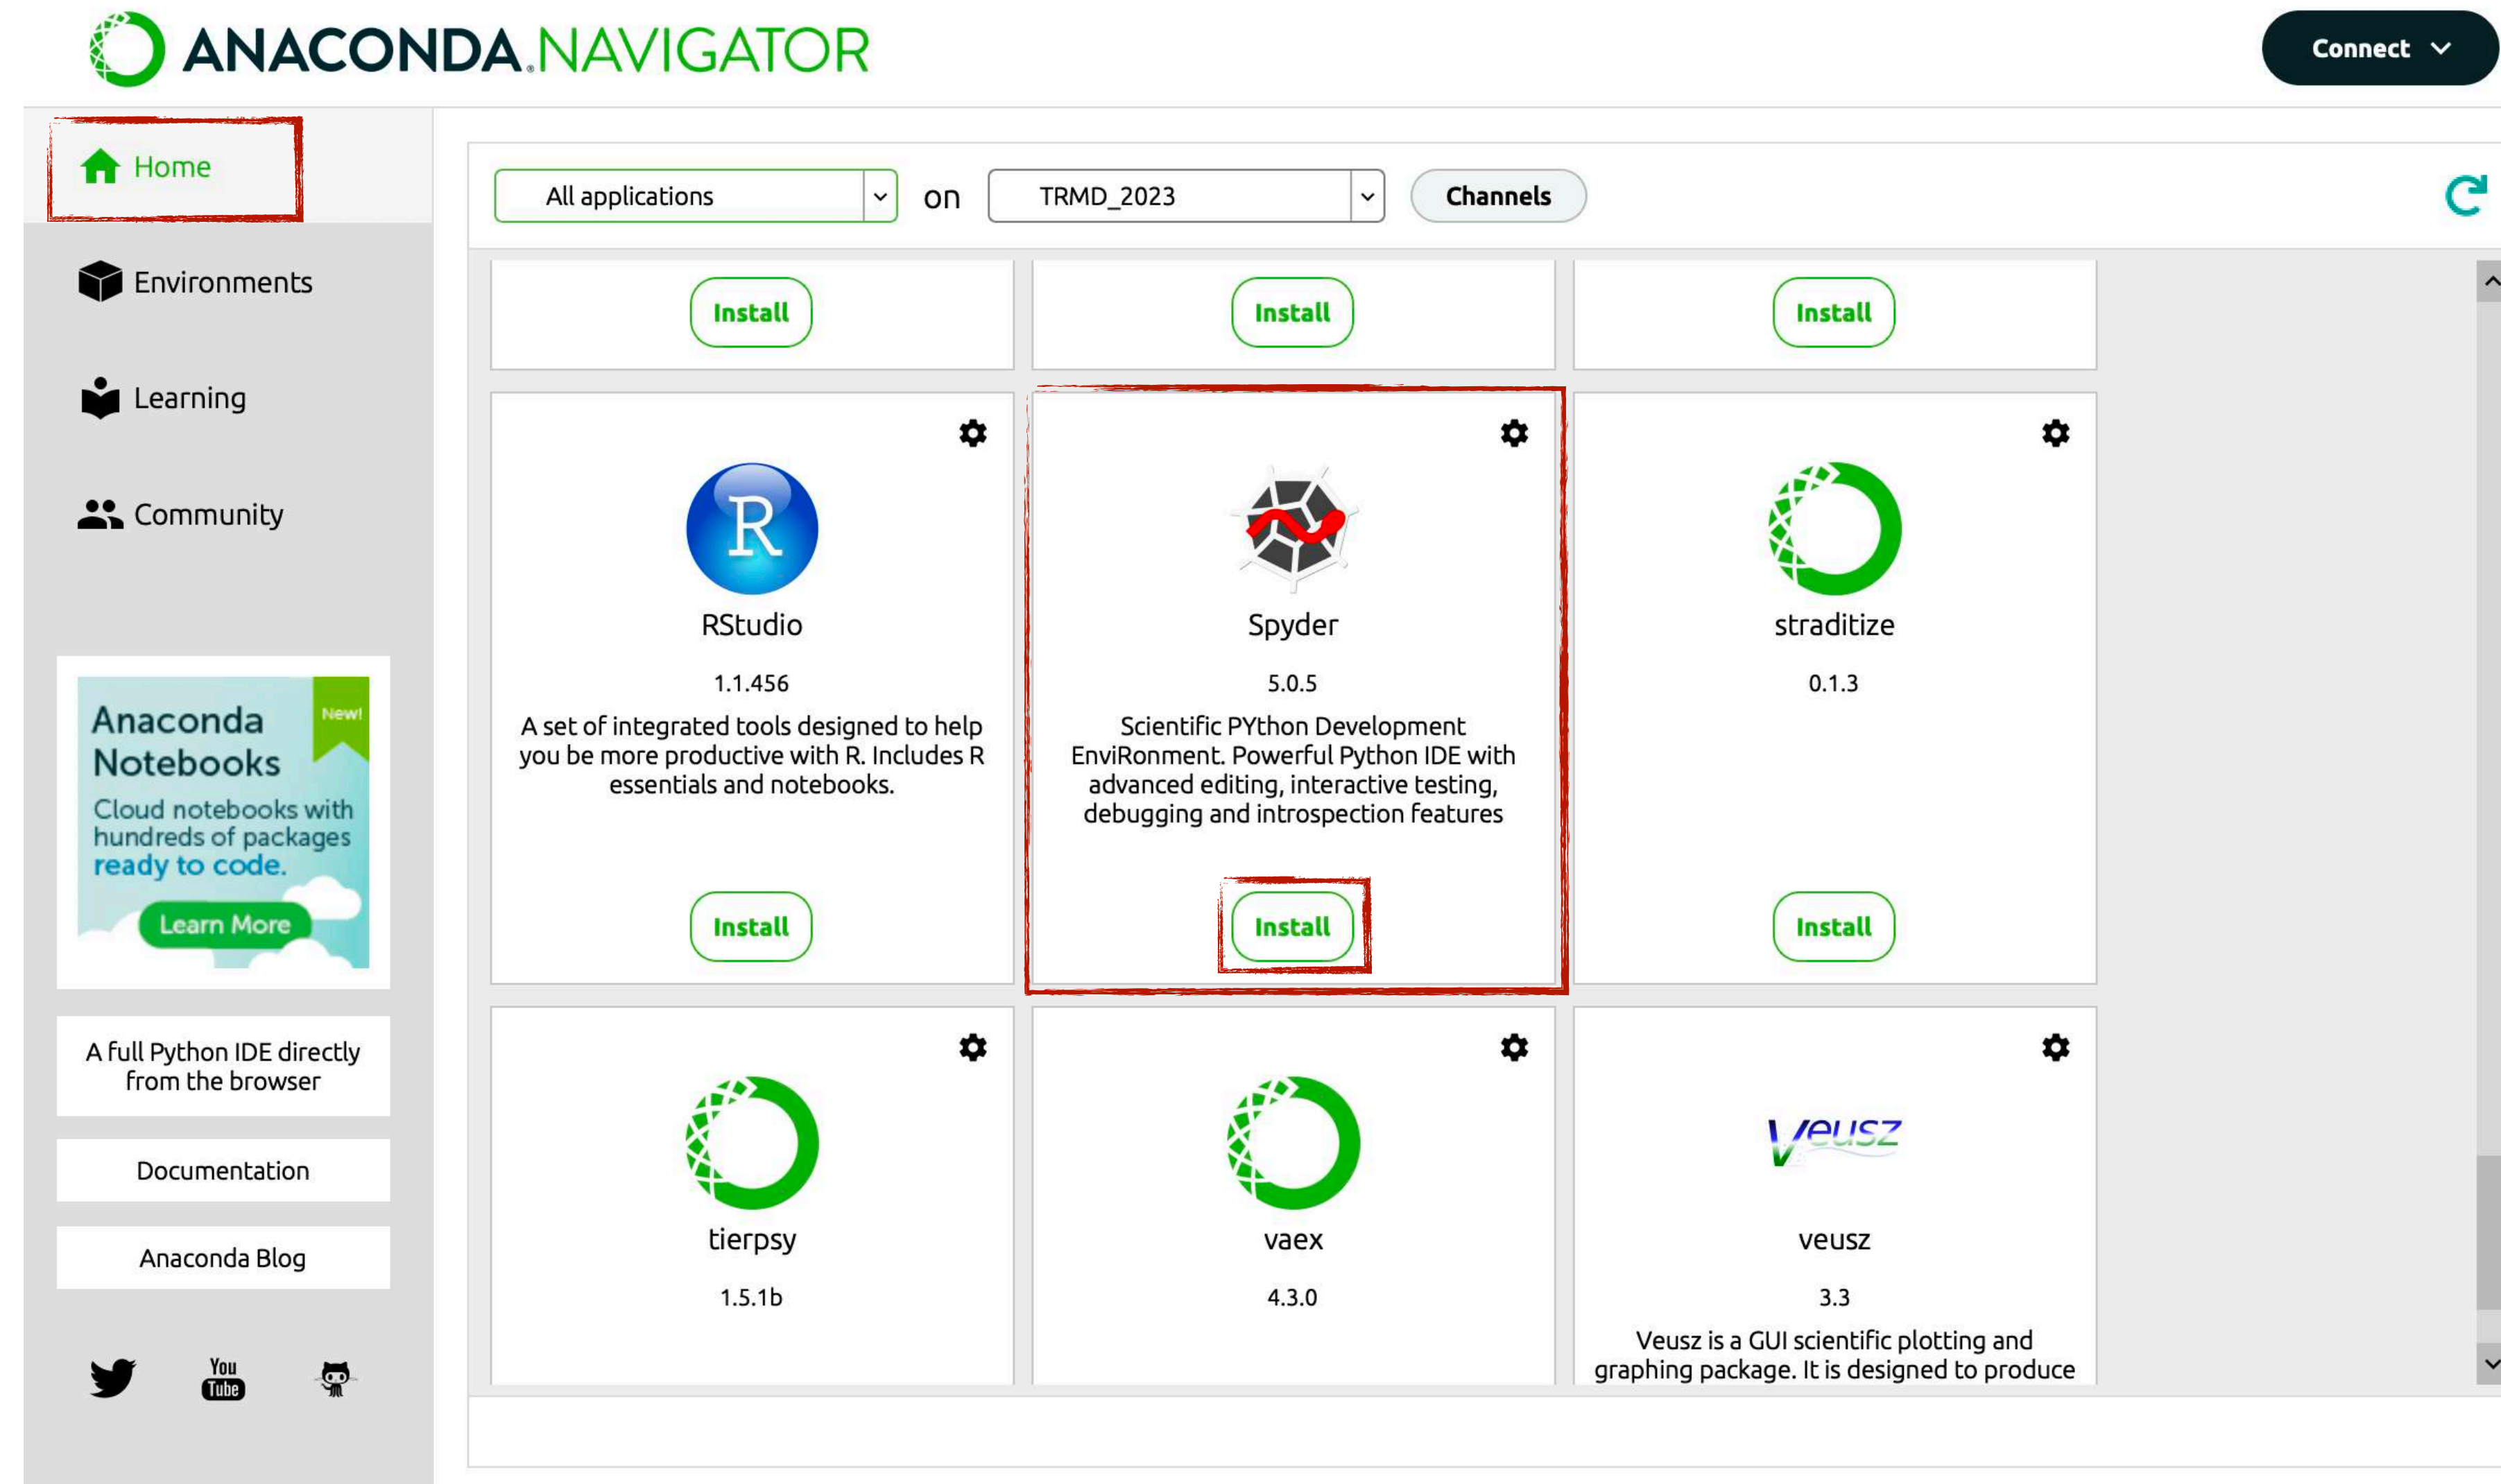 ANACONDA.NAVIGATOR
Connect
Home
Environments
Learning
Community
Anaconda
Notebooks
New!
Cloud notebooks with
hundreds of packages
ready to code.
Learn More
A full Python IDE directly
from the browser
Documentation
Anaconda Blog
You
Tube
All applications on TRMD_2023 Channels
Install Install Install
R
RStudio
1.1.456
A set of integrated tools designed to help
you be more productive with R. Includes R
essentials and notebooks.
Install
Spyder
5.0.5
Scientific PYthon Development
EnviRonment. Powerful Python IDE with
advanced editing, interactive testing,
debugging and introspection features
Install
straditize
0.1.3
Install
tierpsy
1.5.1b
vaex
4.3.0
Veusz
veusz
3.3
Veusz is a GUI scientific plotting and
graphing package. It is designed to produce